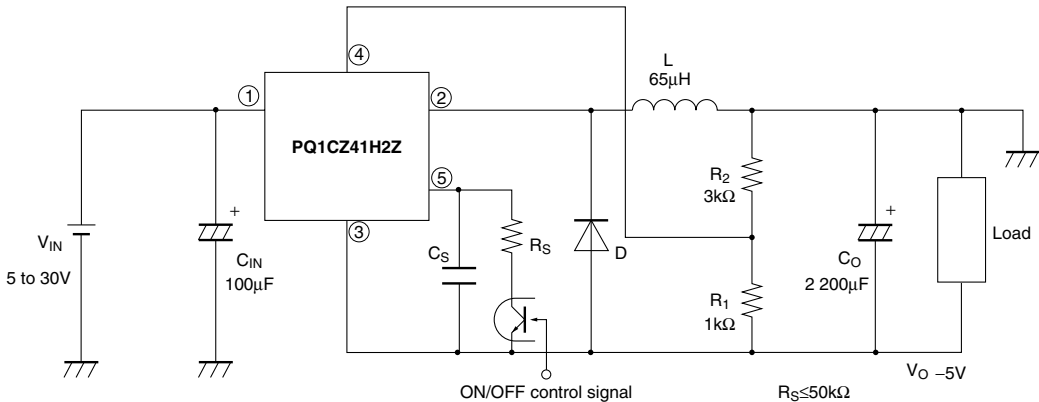 ④
L
65μH
①
②
PQ1CZ41H2Z
⑤
③
R2
3kΩ
+
VIN
5 to 30V
+
CIN
100μF
CS
RS
D
CO
2 200μF
Load
R1
1kΩ
ON/OFF control signal
RS≤50kΩ
VO −5V